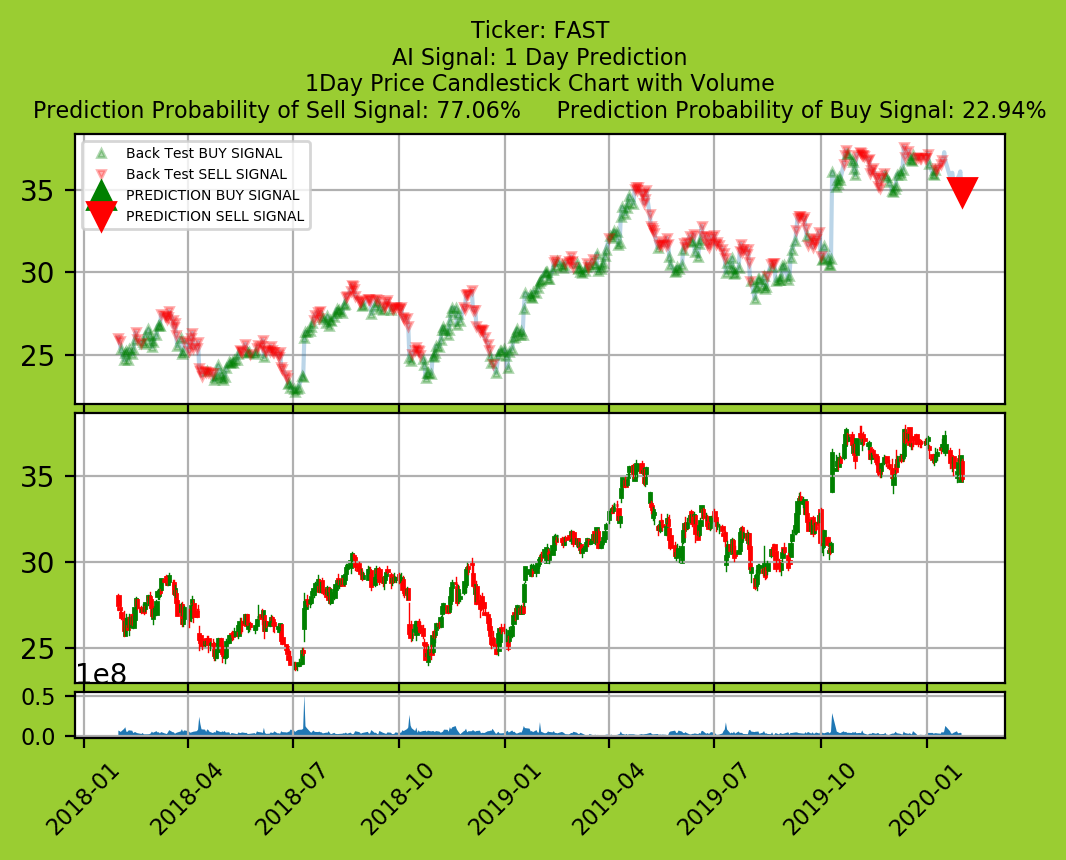 Ticker: FAST
AI Signal: 1 Day Prediction
1Day Price Candlestick Chart with Volume
Prediction Probability of Sell Signal: 77.06% Prediction Probability of Buy Signal: 22.94%
Back Test BUY SIGNAL
Back Test SELL SIGNAL
PREDICTION BUY SIGNAL
PREDICTION SELL SIGNAL
35
30
25
35
30
25
1e8
0.5
0.0
2018-01
2018-04
2018-07
2018-10
2019-01
2019-04
2019-07
2019-10
2020-01